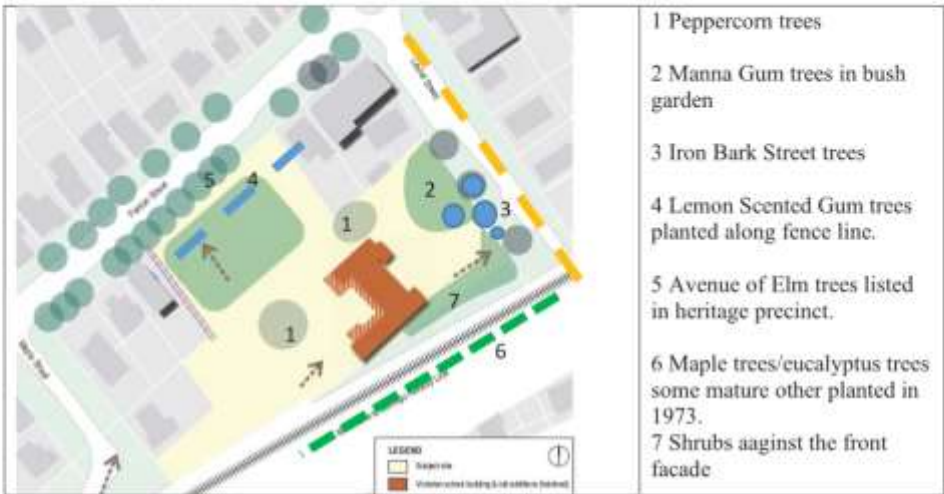 1 Peppercorn trees
2 Manna Gum trees in bush
garden
3 Iron Bark Street trees
4 Lemon Scented Gum trees
planted along fence line.
5 Avenue of Elm trees listed
in heritage precinct.
6 Maple trees/eucalyptus trees
some mature other planted in
1973.
7 Shrubs aaginst the front
facade
5
4
2
3
1
7
1
6
Street
Street
Street
LEGEND
Subject site